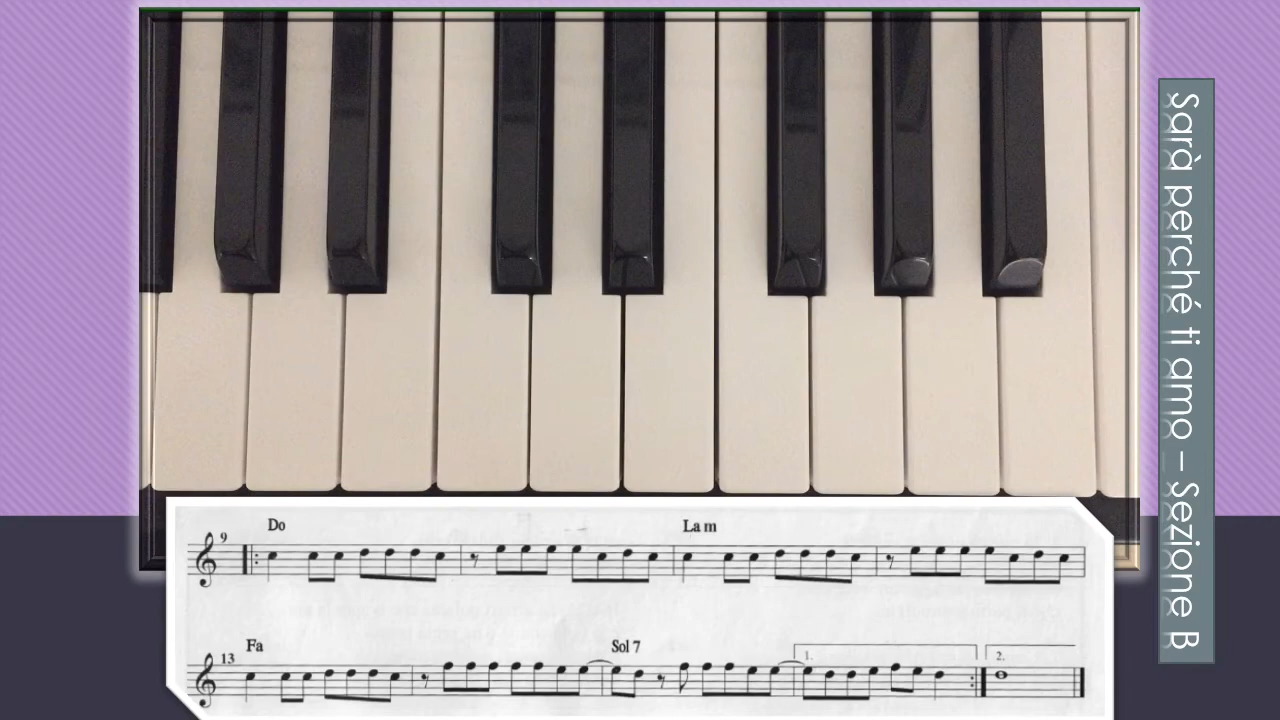 Sarà perché ti amo – Sezione B
9
Do
La m
Fa
13
Sol 7
1.
2.